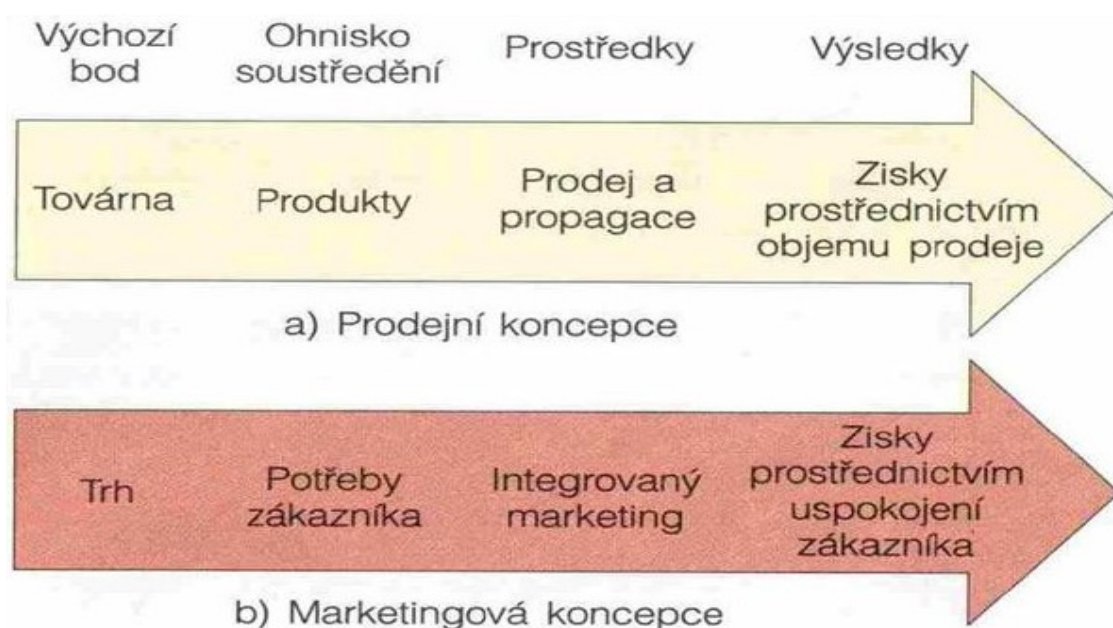 Výchozí
bod
Ohnisko
soustředění
Prostředky
Výsledky
Továrna
Produkty
Prodej a
propagace
Zisky
prostřednictvím
objemu prodeje
a) Prodejní koncepce
Trh
Potřeby
zákazníka
Integrovaný
marketing
Zisky
prostřednictvím
uspokojení
zákazníka
b) Marketingová koncepce